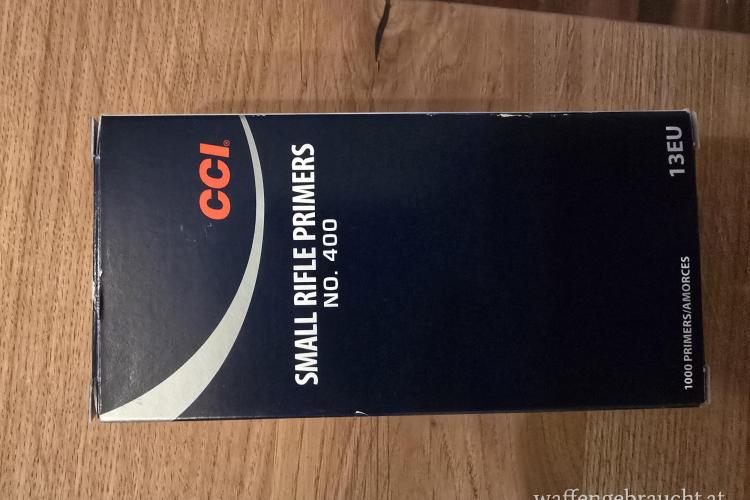 CCI®
SMALL RIFLE PRIMERS
NO. 400
1000 PRIMERS/AMORCES
13EU
waffengebraucht.at